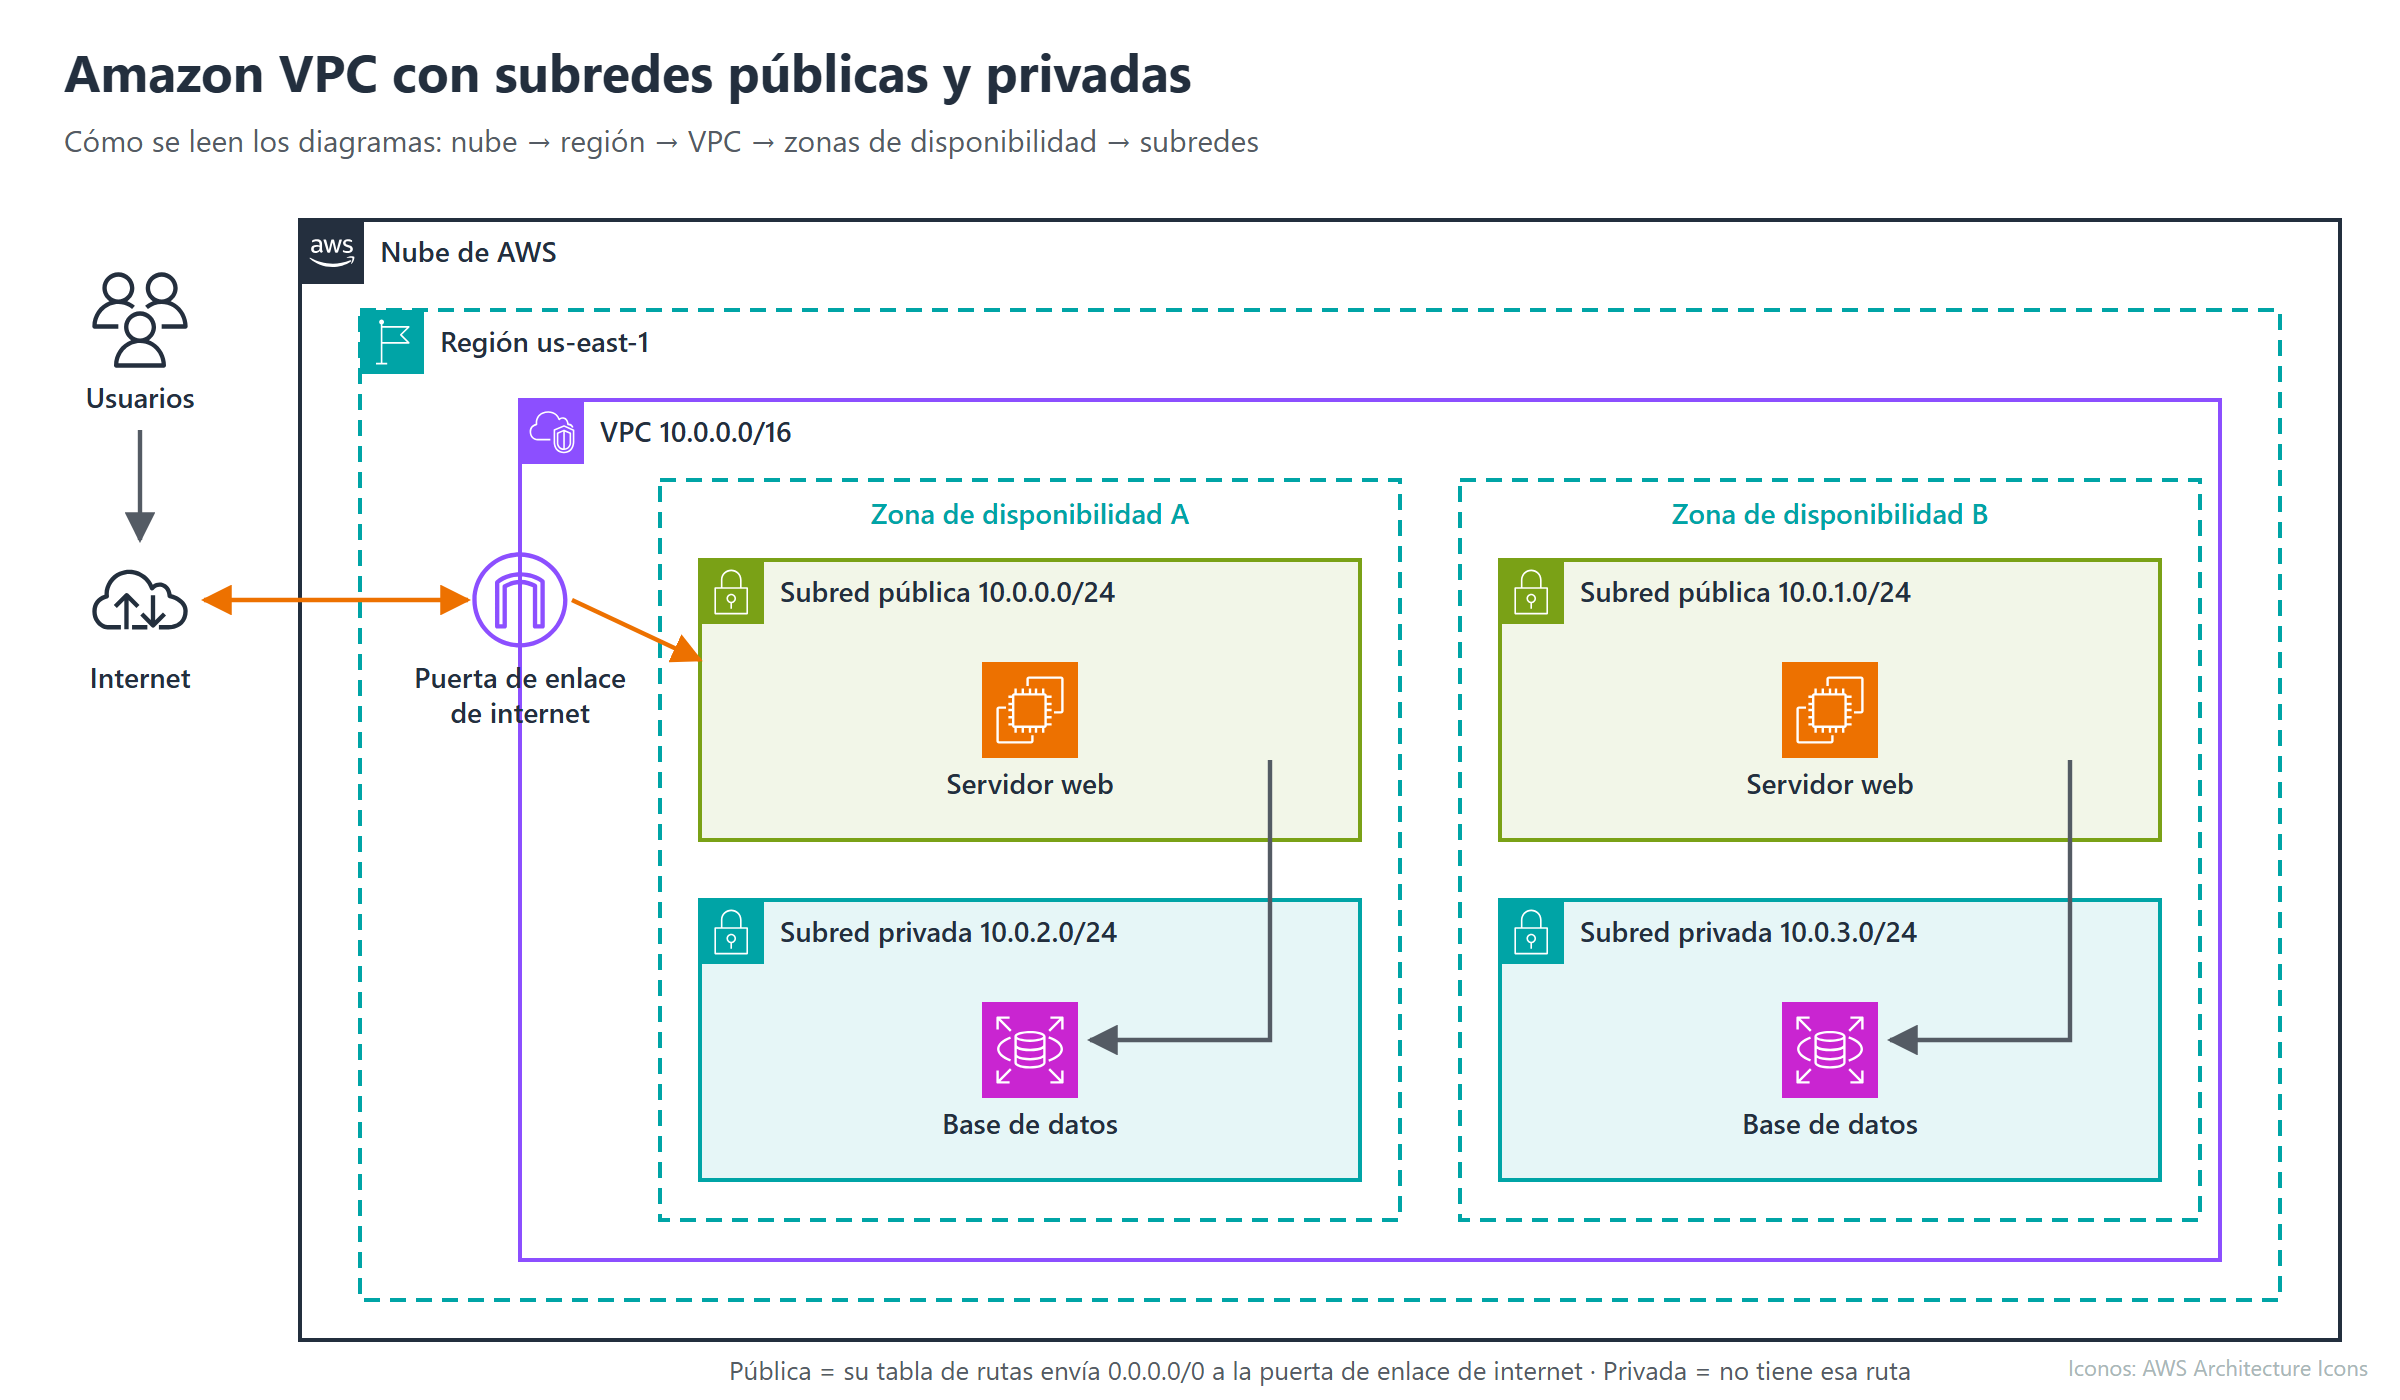 Amazon VPC con subredes públicas y privadas
Cómo se leen los diagramas: nube → región → VPC → zonas de disponibilidad → subredes
aws
Nube de AWS
Región us-east-1
Usuarios
VPC 10.0.0.0/16
Zona de disponibilidad A
Zona de disponibilidad B
Subred pública 10.0.0.0/24
Subred pública 10.0.1.0/24
Internet
Puerta de enlace
de internet
Servidor web
Servidor web
Subred privada 10.0.2.0/24
Subred privada 10.0.3.0/24
Base de datos
Base de datos
Pública = su tabla de rutas envía 0.0.0.0/0 a la puerta de enlace de internet · Privada = no tiene esa ruta
Iconos: AWS Architecture Icons